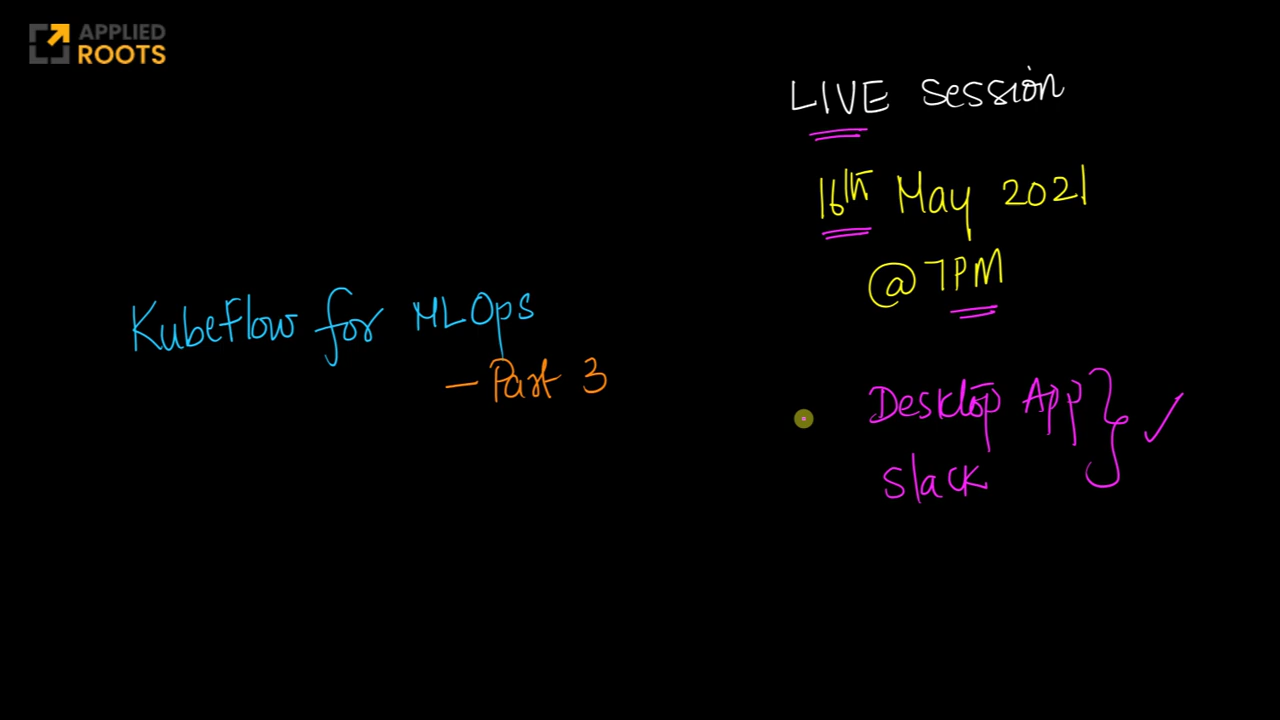 APPLIED
ROOTS
LIVE Session
16th May 2021
@ 7PM
KubeFlow for MLOps
- Part 3
Desktop App
Slack